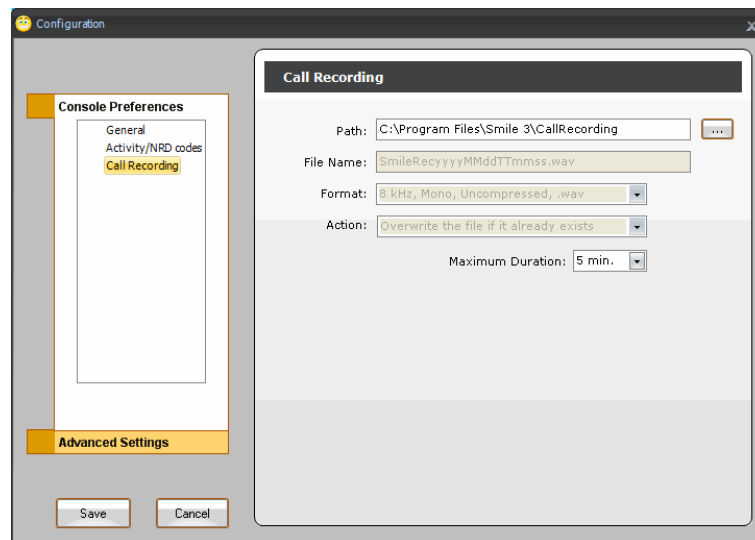 Configuration
x
Call Recording
Console Preferences
General
Activity/NRD codes
Call Recording
Path: C:\Program Files\Smile 3\CallRecording ...
File Name: SmileRecyyyyMMddTTmmss.wav
Format: 8 kHz, Mono, Uncompressed, .wav
Action: Overwrite the file if it already exists
Maximum Duration: 5 min.
Advanced Settings
Save Cancel